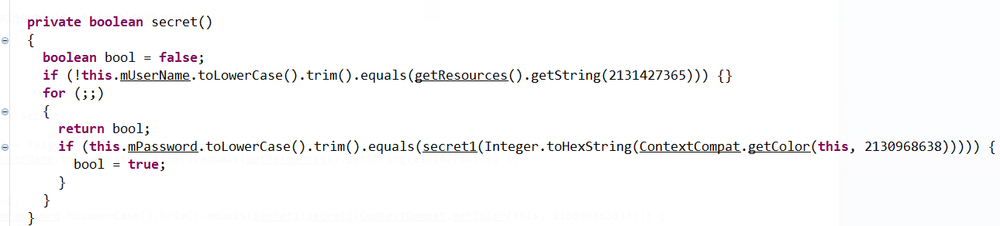 private boolean secret()
{
boolean bool = false;
if (!this.mUserName.toLowerCase().trim().equals(getResources().getString(2131427365))) {}
for (;;)
{
return bool;
if (this.mPassword.toLowerCase().trim().equals(secret1(Integer.toHexString(ContextCompat.getColor(this, 2130968638))))) {
bool = true;
}
}
}